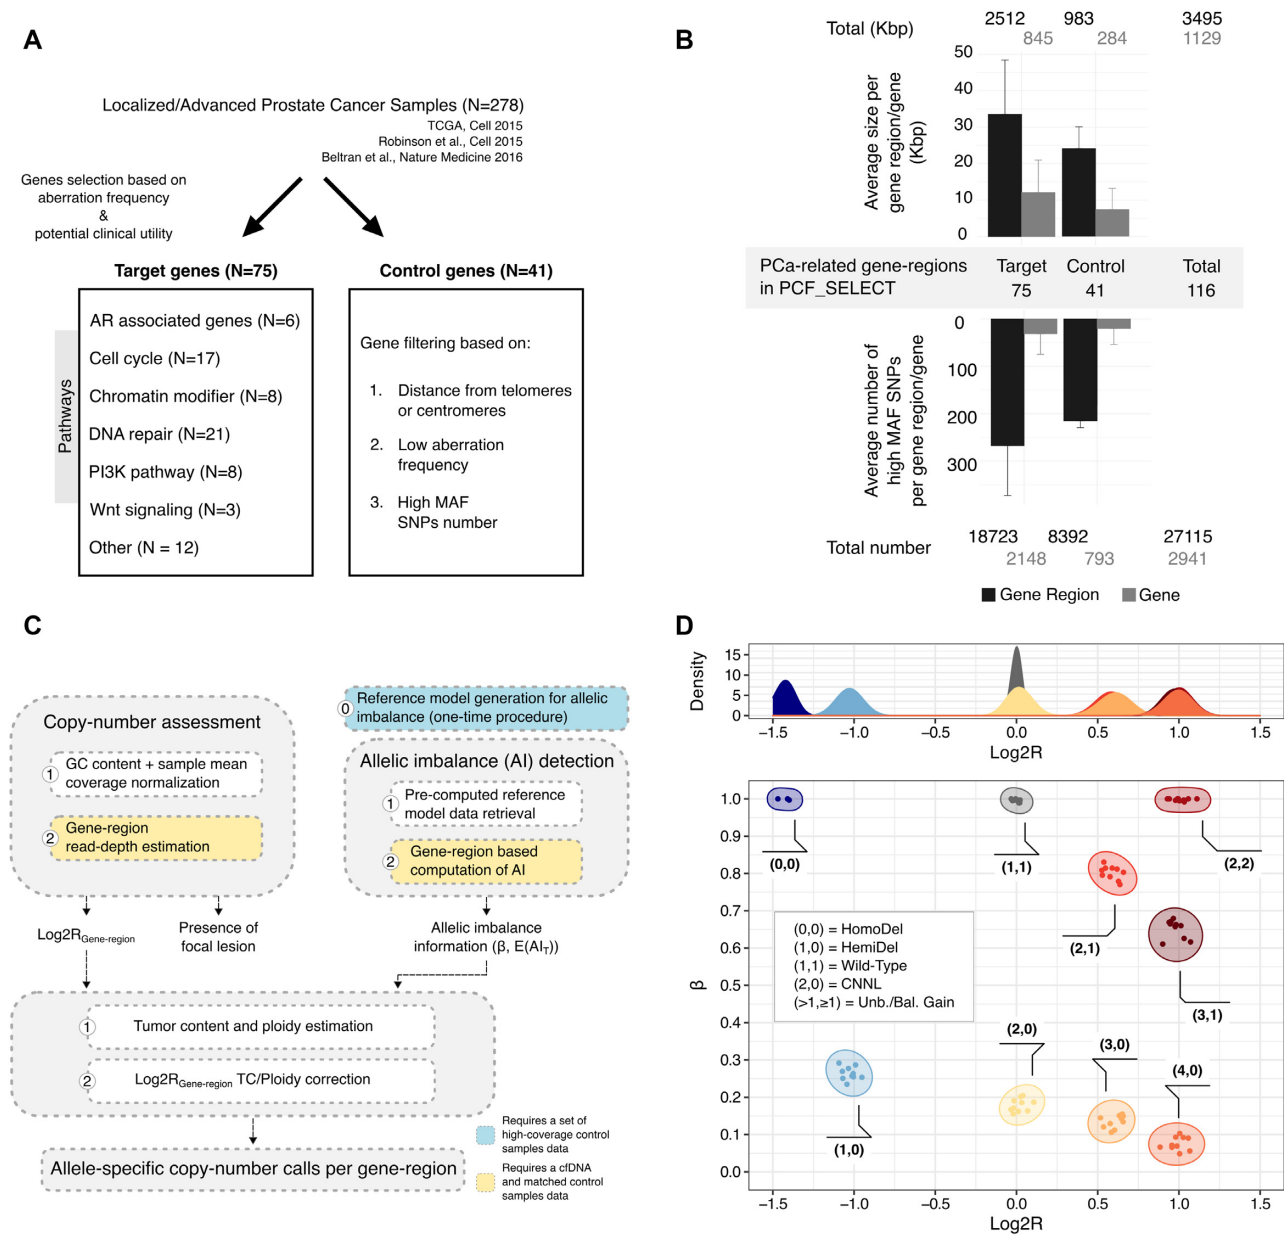 A
Localized/Advanced Prostate Cancer Samples (N=278)
TCGA, Cell 2015
Robinson et al., Cell 2015
Beltran et al., Nature Medicine 2016
Genes selection based on
aberration frequency
&
potential clinical utility
Target genes (N=75)
Pathways
AR associated genes (N=6)
Cell cycle (N=17)
Chromatin modifier (N=8)
DNA repair (N=21)
PI3K pathway (N=8)
Wnt signaling (N=3)
Other (N = 12)
Control genes (N=41)
Gene filtering based on:
1. Distance from telomeres
or centromeres
2. Low aberration
frequency
3. High MAF
SNPs number
B
Total (Kbp)
2512 983 3495
845 284 1129
Average size per
gene region/gene
(Kbp)
50
40
30
20
10
0
PCa-related gene-regions
in PCF_SELECT
Target Control Total
75 41 116
Average number of
high MAF SNPs
per gene region/gene
0
100
200
300
Total number
18723 8392 27115
2148 793 2941
Gene Region Gene
C
Copy-number assessment
1 GC content + sample mean
coverage normalization
2 Gene-region
read-depth estimation
0 Reference model generation for allelic
imbalance (one-time procedure)
Allelic imbalance (AI) detection
1 Pre-computed reference
model data retrieval
2 Gene-region based
computation of AI
Log2RGene-region
Presence of
focal lesion
Allelic imbalance
information (β, E(AIT))
1 Tumor content and ploidy estimation
2 Log2RGene-region TC/Ploidy correction
Allele-specific copy-number calls per gene-region
Requires a set of
high-coverage control
samples data
Requires a cfDNA
and matched control
samples data
D
Density
15
10
5
0
−1.5 −1.0 −0.5 0.0 0.5 1.0 1.5
Log2R
β
1.0
0.9
0.8
0.7
0.6
0.5
0.4
0.3
0.2
0.1
0.0
(0,0)
(1,1)
(2,2)
(2,1)
(3,1)
(0,0) = HomoDel
(1,0) = HemiDel
(1,1) = Wild-Type
(2,0) = CNNL
(>1,≥1) = Unb./Bal. Gain
(2,0)
(3,0)
(4,0)
(1,0)
−1.5 −1.0 −0.5 0.0 0.5 1.0 1.5
Log2R